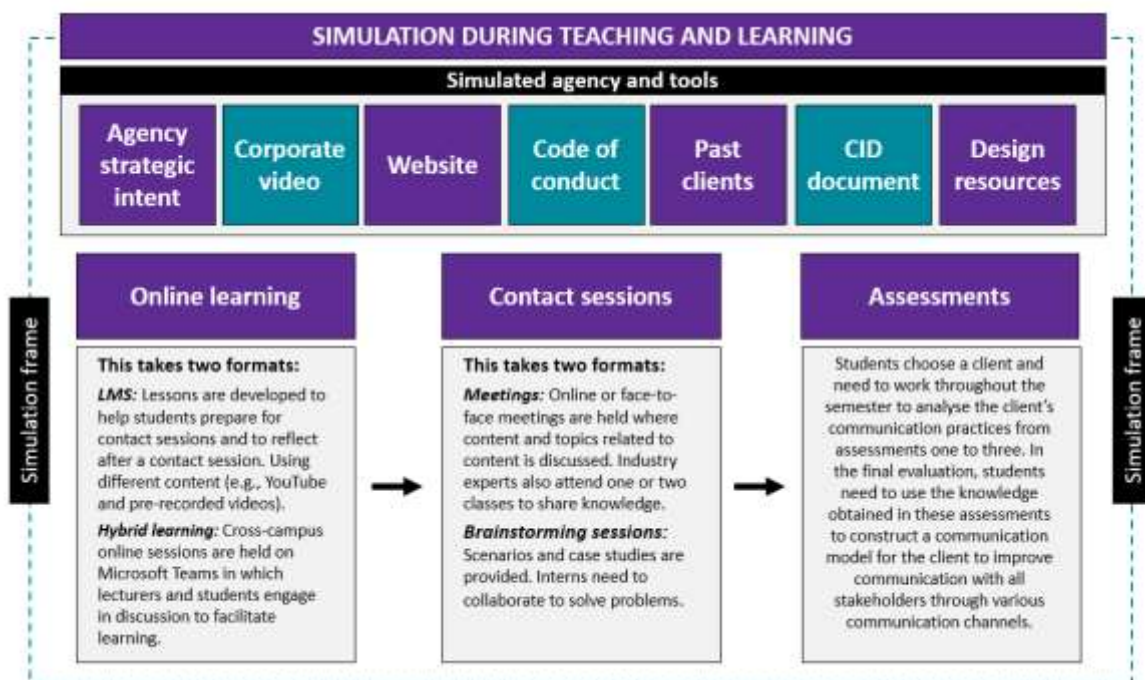 SIMULATION DURING TEACHING AND LEARNING
Simulated agency and tools
Agency
strategic
intent
Corporate
video
Website
Code of
conduct
Past
clients
CID
document
Design
resources
Simulation frame
Online learning
This takes two formats:
LMS: Lessons are developed to
help students prepare for
contact sessions and to reflect
after a contact session. Using
different content (e.g., YouTube
and pre-recorded videos).
Hybrid learning: Cross-campus
online sessions are held on
Microsoft Teams in which
lecturers and students engage
in discussion to facilitate
learning.
Contact sessions
This takes two formats:
Meetings: Online or face-to-
face meetings are held where
content and topics related to
content is discussed. Industry
experts also attend one or two
classes to share knowledge.
Brainstorming sessions:
Scenarios and case studies are
provided. Interns need to
collaborate to solve problems.
Assessments
Students choose a client and
need to work throughout the
semester to analyse the client's
communication practices from
assessments one to three. In
the final evaluation, students
need to use the knowledge
obtained in these assessments
to construct a communication
model for the client to improve
communication with all
stakeholders through various
communication channels.
Simulation frame